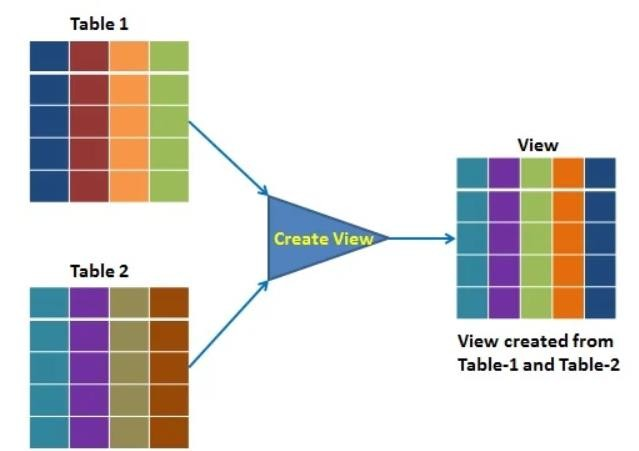 Table 1
Create View
Table 2
View
View created from
Table-1 and Table-2